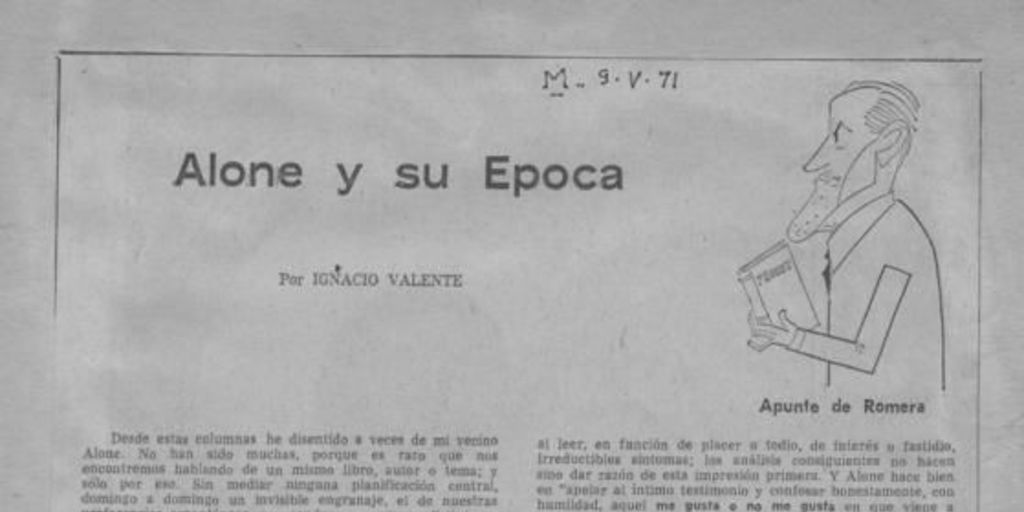 M - 9 · V · 71
Alone y su Epoca
Por IGNACIO VALENTE
Apunte de Romera
Desde estas columnas he disentido a veces de mi vecino
Alone. No han sido muchas, porque es raro que nos
encontremos hablando de un mismo libro, autor o tema; y
sólo por eso. Sin mediar ninguna planificación central,
domingo a domingo un invisible engranaje, el de nuestras
al leer, en función de placer o tedio, de interés o fastidio,
irreductibles síntomas; los análisis consiguientes no hacen
sino dar razón de esta impresión primera. Y Alone hace bien
en "apelar al íntimo testimonio y confesar honestamente, con
humildad, aquel me gusta o no me gusta en que viene a